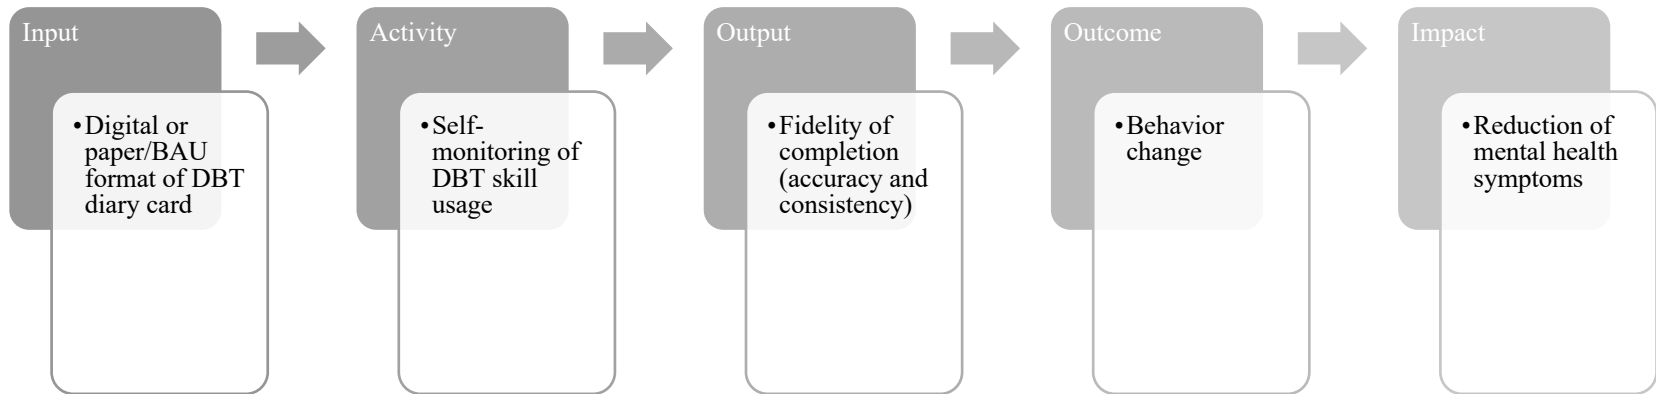 Input
•Digital or
paper/BAU
format of DBT
diary card
Activity
•Self-
monitoring of
DBT skill
usage
Output
•Fidelity of
completion
(accuracy and
consistency)
Outcome
•Behavior
change
Impact
•Reduction of
mental health
symptoms